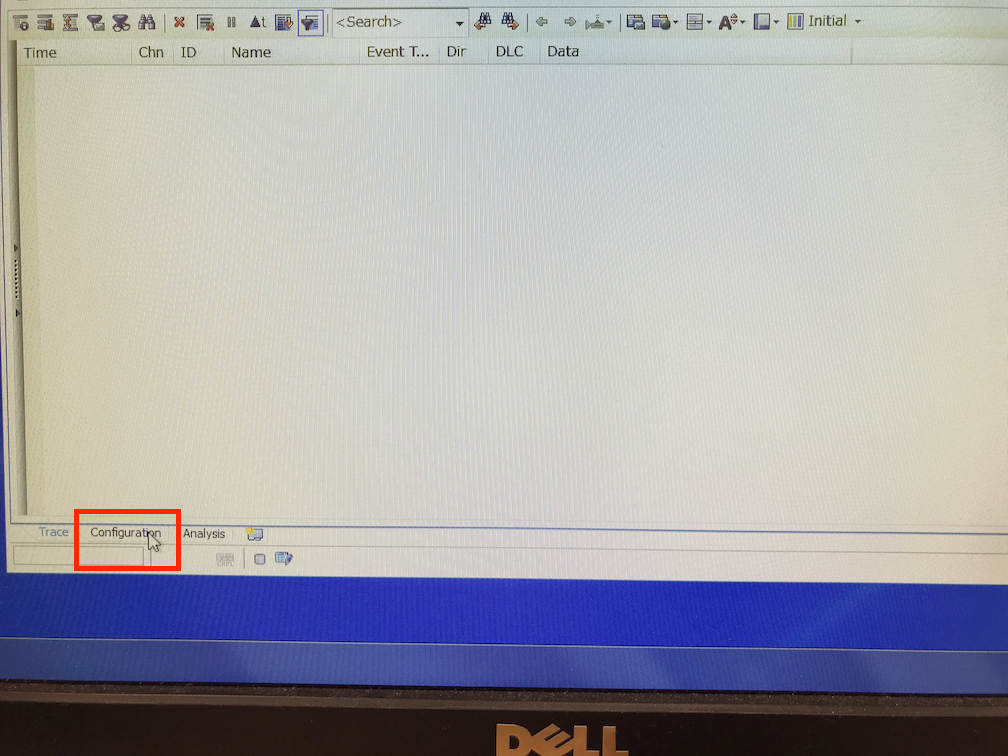 <Search> Initial
Time Chn ID Name Event T... Dir DLC Data
Trace Configuration Analysis
DELL